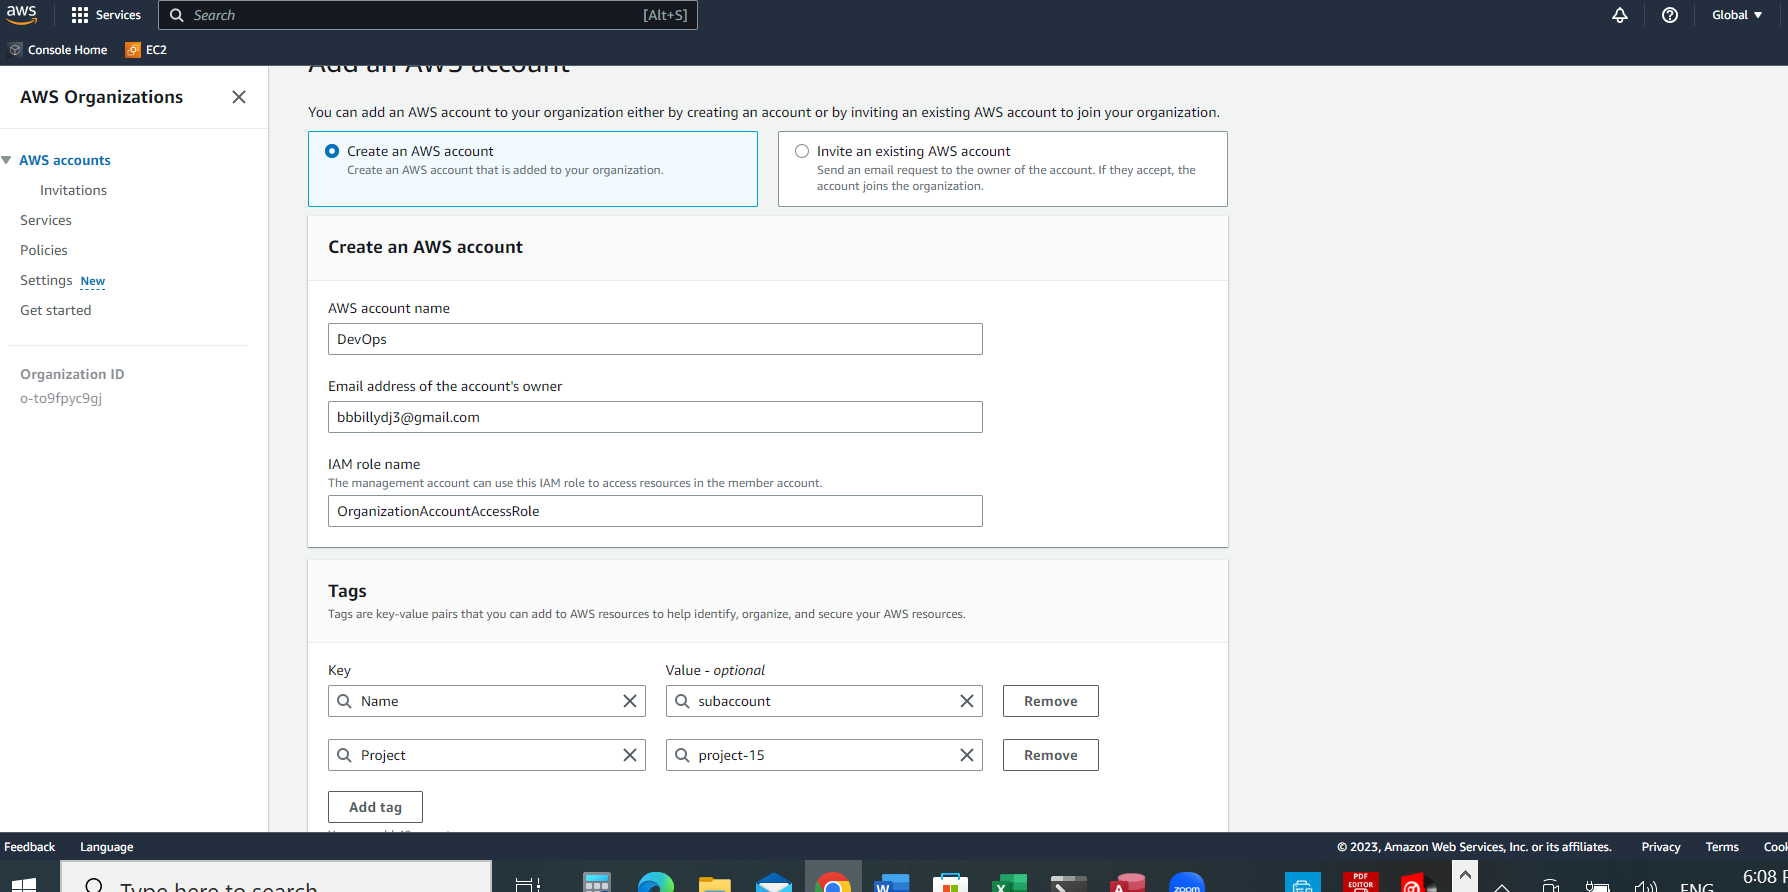 aws Services Search [Alt+S] Global
Console Home EC2
Add an AWS account
AWS Organizations
AWS accounts
Invitations
Services
Policies
Settings New
Get started
Organization ID
o-to9fpyc9gj
You can add an AWS account to your organization either by creating an account or by inviting an existing AWS account to join your organization.
Create an AWS account
Create an AWS account that is added to your organization.
Invite an existing AWS account
Send an email request to the owner of the account. If they accept, the
account joins the organization.
Create an AWS account
AWS account name
DevOps
Email address of the account's owner
bbbillydj3@gmail.com
IAM role name
The management account can use this IAM role to access resources in the member account.
OrganizationAccountAccessRole
Tags
Tags are key-value pairs that you can add to AWS resources to help identify, organize, and secure your AWS resources.
Key Value - optional
Name subaccount Remove
Project project-15 Remove
Add tag
Feedback Language © 2023, Amazon Web Services, Inc. or its affiliates. Privacy Terms Cook
Type here to search PDF EDITOR zoom ENG 6:08